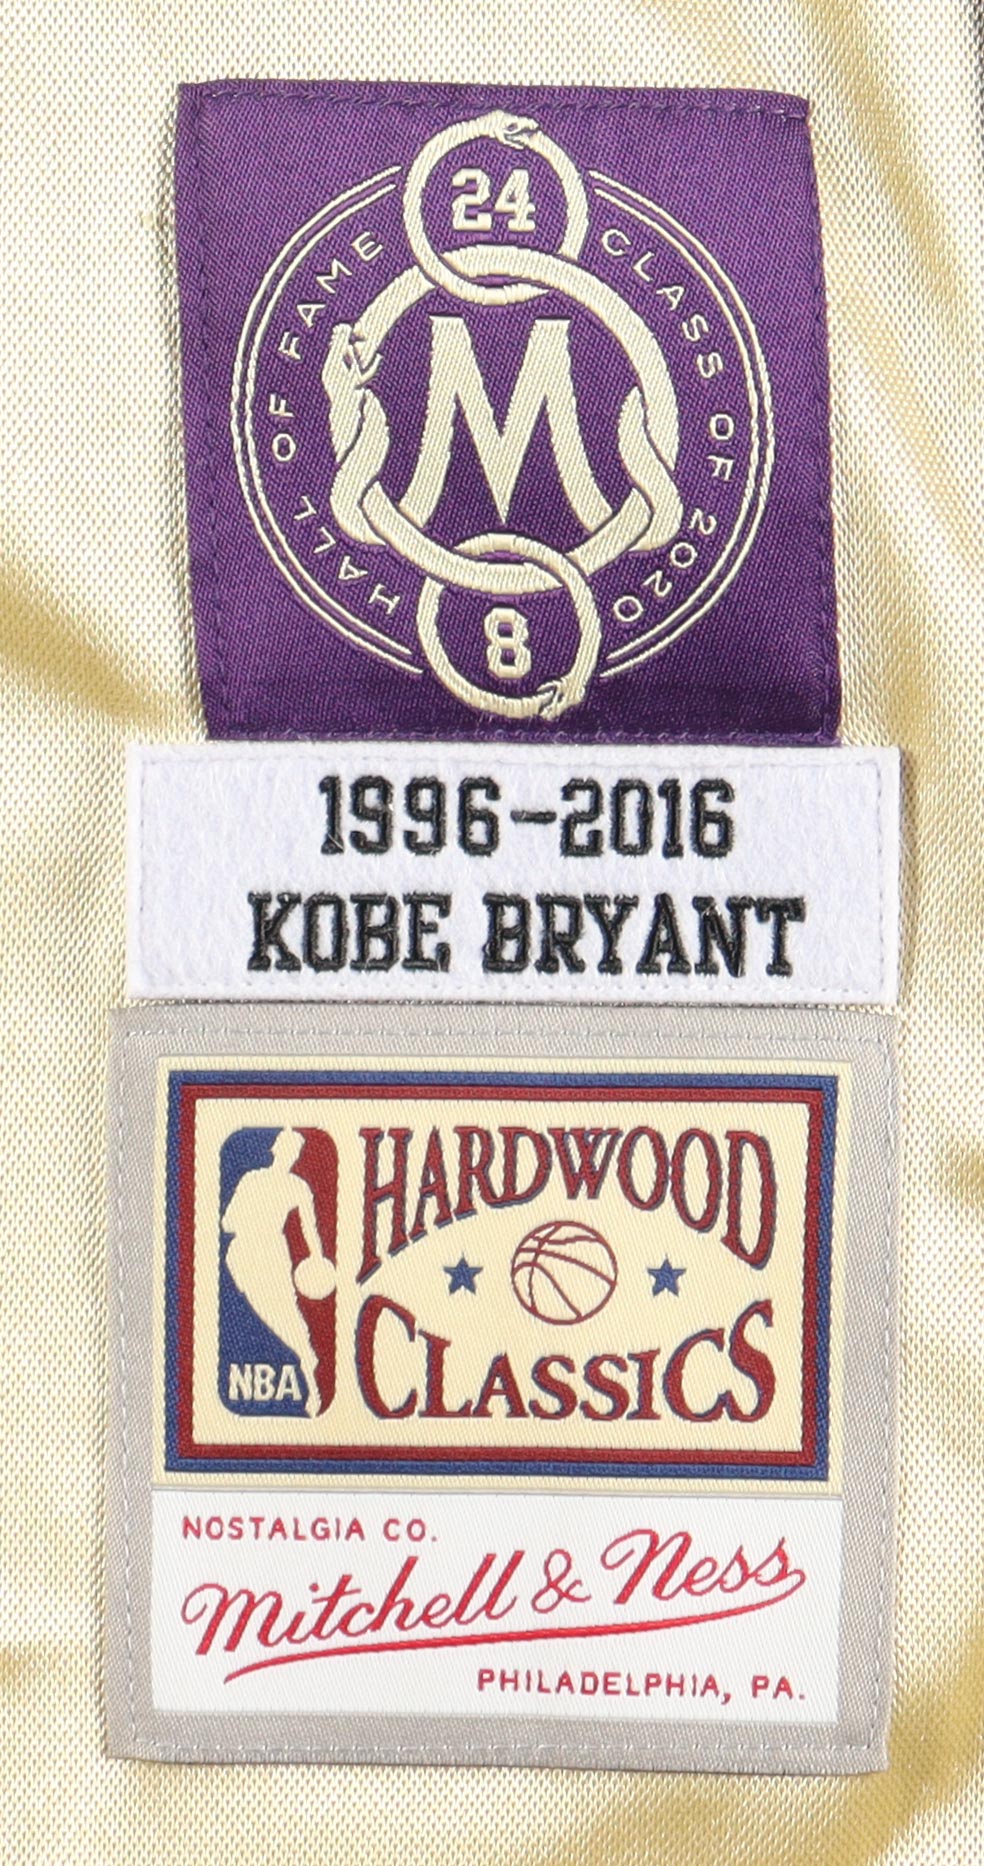 24
HALL OF FAME
CLASS OF 2020
M
8
1996-2016
KOBE BRYANT
HARDWOOD
CLASSICS
NBA
NOSTALGIA CO.
Mitchell & Ness
PHILADELPHIA, PA.